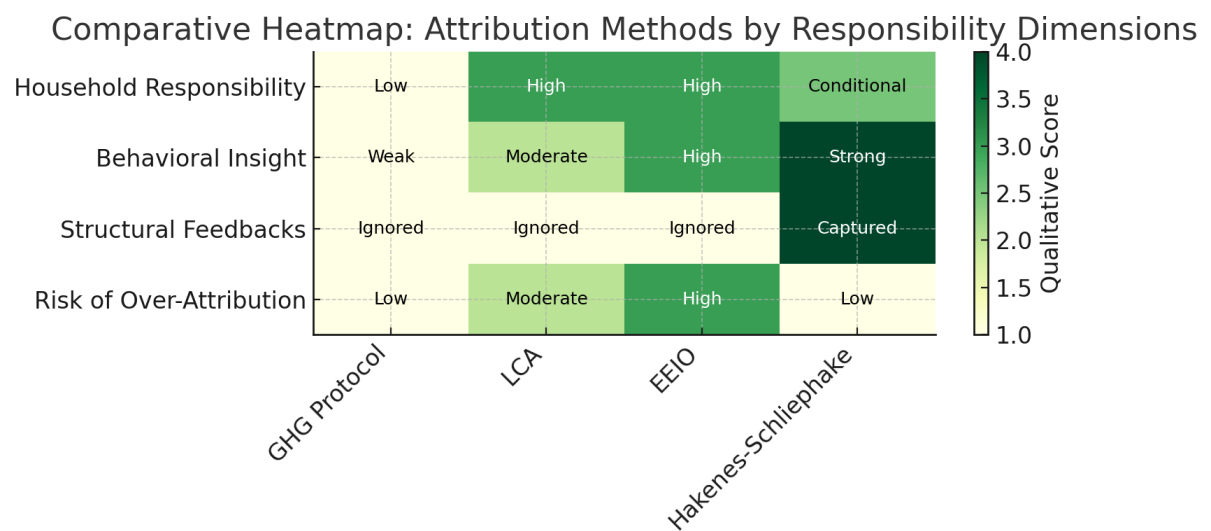 Comparative Heatmap: Attribution Methods by Responsibility Dimensions
Household Responsibility Low High High Conditional
Behavioral Insight Weak Moderate High Strong
Structural Feedbacks Ignored Ignored Ignored Captured
Risk of Over-Attribution Low Moderate High Low
GHG Protocol
LCA
EEIO
Hakenes-Schliephake
4.0
3.5
3.0
2.5
2.0
1.5
1.0
Qualitative Score